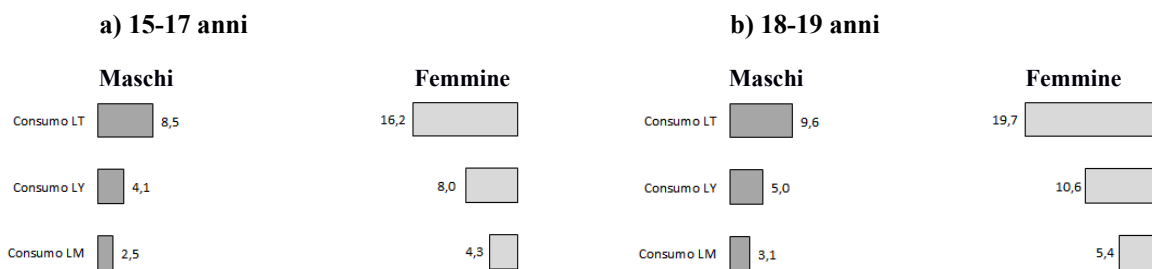 a) 15-17 anni
Maschi
Femmine
Consumo LT
8,5
16,2
Consumo LY
4,1
8,0
Consumo LM
2,5
4,3
b) 18-19 anni
Maschi
Femmine
Consumo LT
9,6
19,7
Consumo LY
5,0
10,6
Consumo LM
3,1
5,4